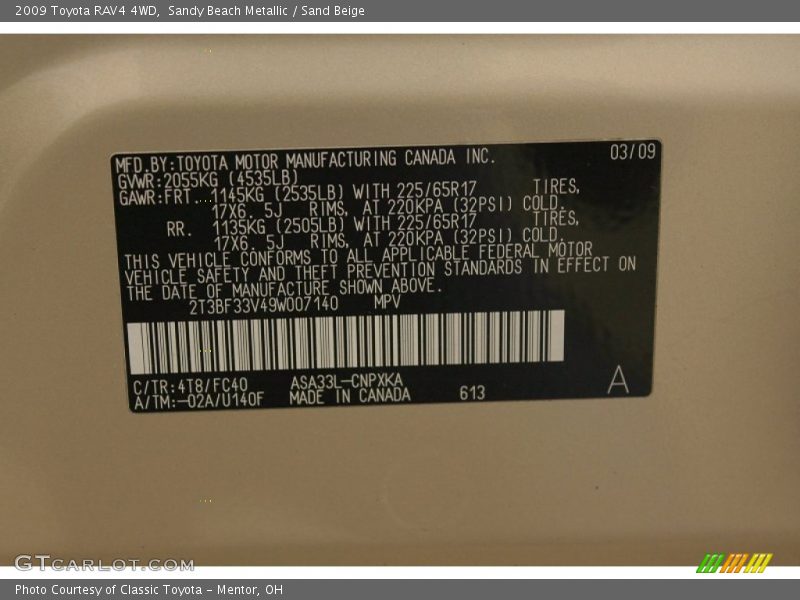 2009 Toyota RAV4 4WD, Sandy Beach Metallic / Sand Beige
MFD.BY:TOYOTA MOTOR MANUFACTURING CANADA INC. 03/09
GVWR:2055KG (4535LB)
GAWR:FRT. 1145KG (2535LB) WITH 225/65R17 TIRES,
17X6. 5J RIMS, AT 220KPA (32PSI) COLD.
RR. 1135KG (2505LB) WITH 225/65R17 TIRES,
17X6. 5J RIMS, AT 220KPA (32PSI) COLD.
THIS VEHICLE CONFORMS TO ALL APPLICABLE FEDERAL MOTOR
VEHICLE SAFETY AND THEFT PREVENTION STANDARDS IN EFFECT ON
THE DATE OF MANUFACTURE SHOWN ABOVE.
2T3BF33V49W007140 MPV
C/TR:4T8/FC40 ASA33L-CNPXKA
A/TM:-02A/U140F MADE IN CANADA 613 A
GTCARLOT.COM
Photo Courtesy of Classic Toyota - Mentor, OH